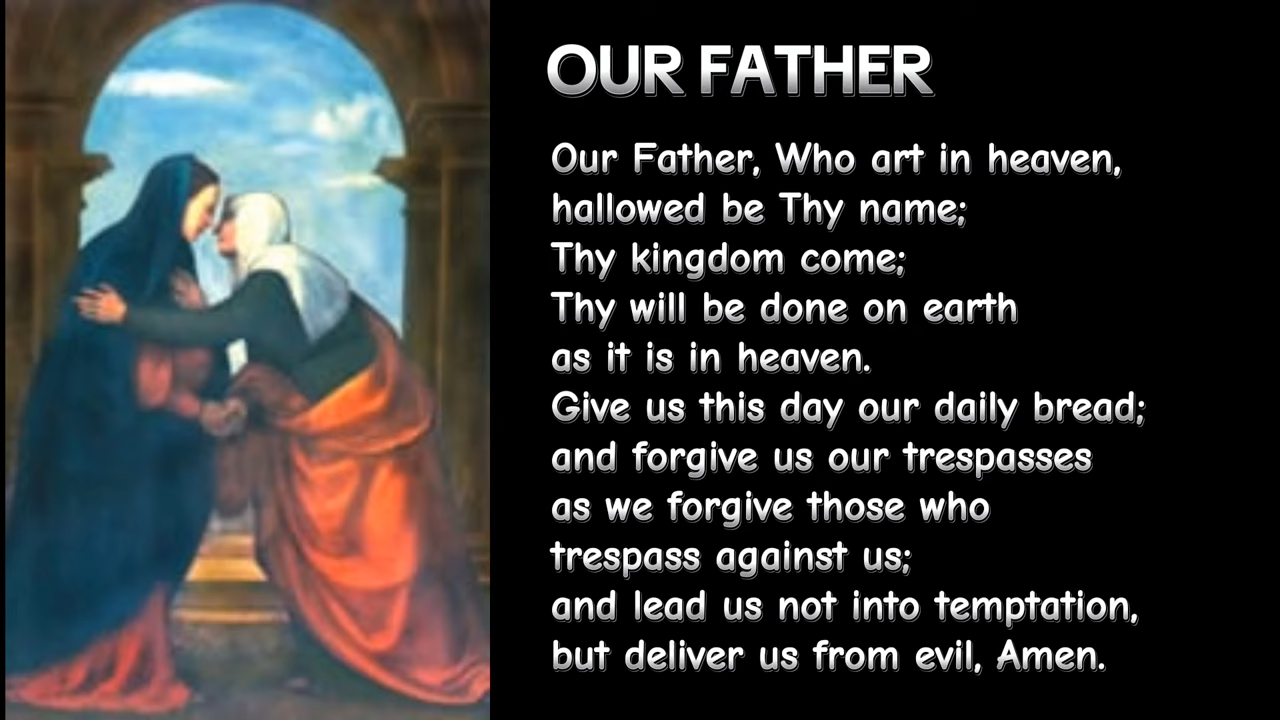 OUR FATHER
Our Father, Who art in heaven,
hallowed be Thy name;
Thy kingdom come;
Thy will be done on earth
as it is in heaven.
Give us this day our daily bread;
and forgive us our trespasses
as we forgive those who
trespass against us;
and lead us not into temptation,
but deliver us from evil, Amen.